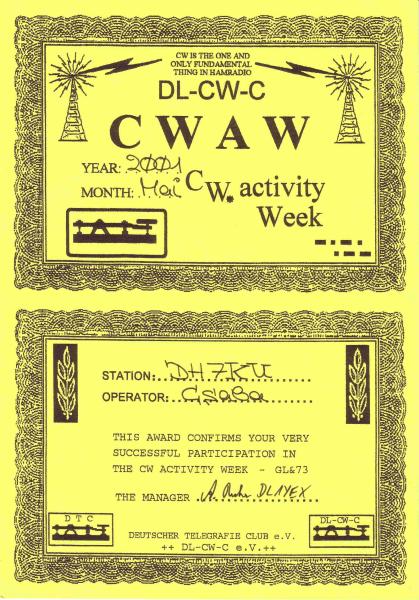 CW IS THE ONE AND
ONLY FUNDAMENTAL
THING IN HAMRADIO
DL-CW-C
CWAW
YEAR: 2001
MONTH: Mai
CW. activity
Week
STATION: DH7KU
OPERATOR: Csaba
THIS AWARD CONFIRMS YOUR VERY
SUCCESSFUL PARTICIPATION IN
THE CW ACTIVITY WEEK - GL&73
THE MANAGER DL1YEX
DTC
DL-CW-C
DEUTSCHER TELEGRAFIE CLUB e.V.
++ DL-CW-C e.V.++